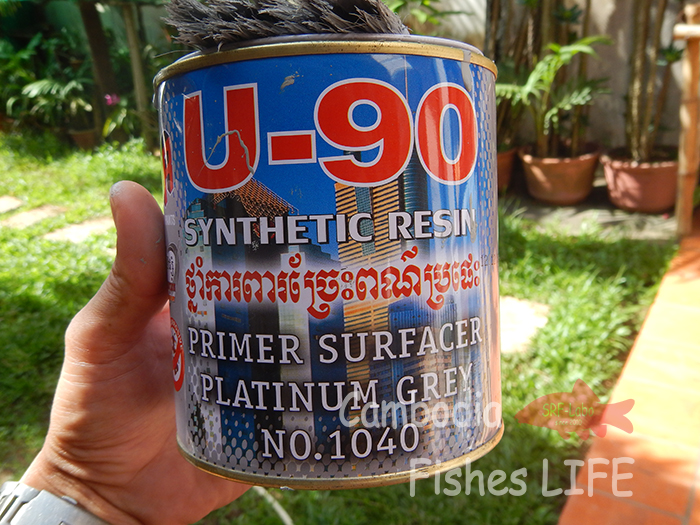 U-90
SYNTHETIC RESIN
ថ្នាំការពារច្រែះពណ៌ប្រផេះ
PRIMER SURFACER
PLATINUM GREY
NO.1040
Cambodia
Fishes LIFE